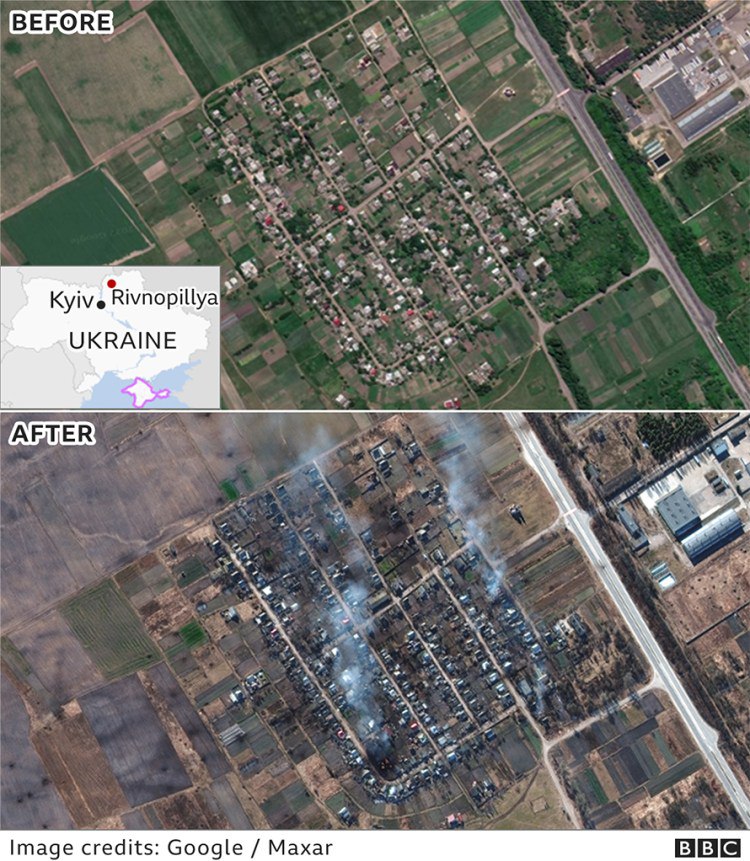 BEFORE
Kyiv
Rivnopillya
UKRAINE
AFTER
Image credits: Google / Maxar
BBC